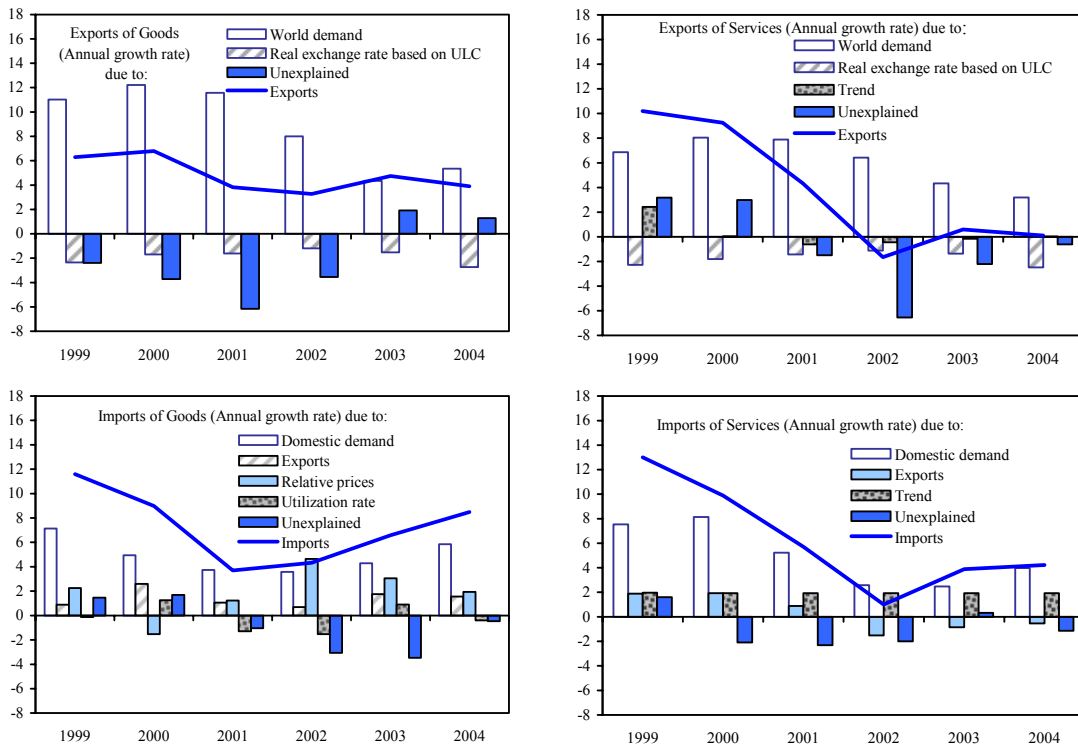 18
16
14
12
10
8
6
4
2
0
-2
-4
-6
-8
Exports of Goods
(Annual growth rate)
due to:
World demand
Real exchange rate based on ULC
Unexplained
Exports
1999 2000 2001 2002 2003 2004
18
16
14
12
10
8
6
4
2
0
-2
-4
-6
-8
Exports of Services (Annual growth rate) due to:
World demand
Real exchange rate based on ULC
Trend
Unexplained
Exports
1999 2000 2001 2002 2003 2004
18
16
14
12
10
8
6
4
2
0
-2
-4
-6
-8
Imports of Goods (Annual growth rate) due to:
Domestic demand
Exports
Relative prices
Utilization rate
Unexplained
Imports
1999 2000 2001 2002 2003 2004
18
16
14
12
10
8
6
4
2
0
-2
-4
-6
-8
Imports of Services (Annual growth rate) due to:
Domestic demand
Exports
Trend
Unexplained
Imports
1999 2000 2001 2002 2003 2004